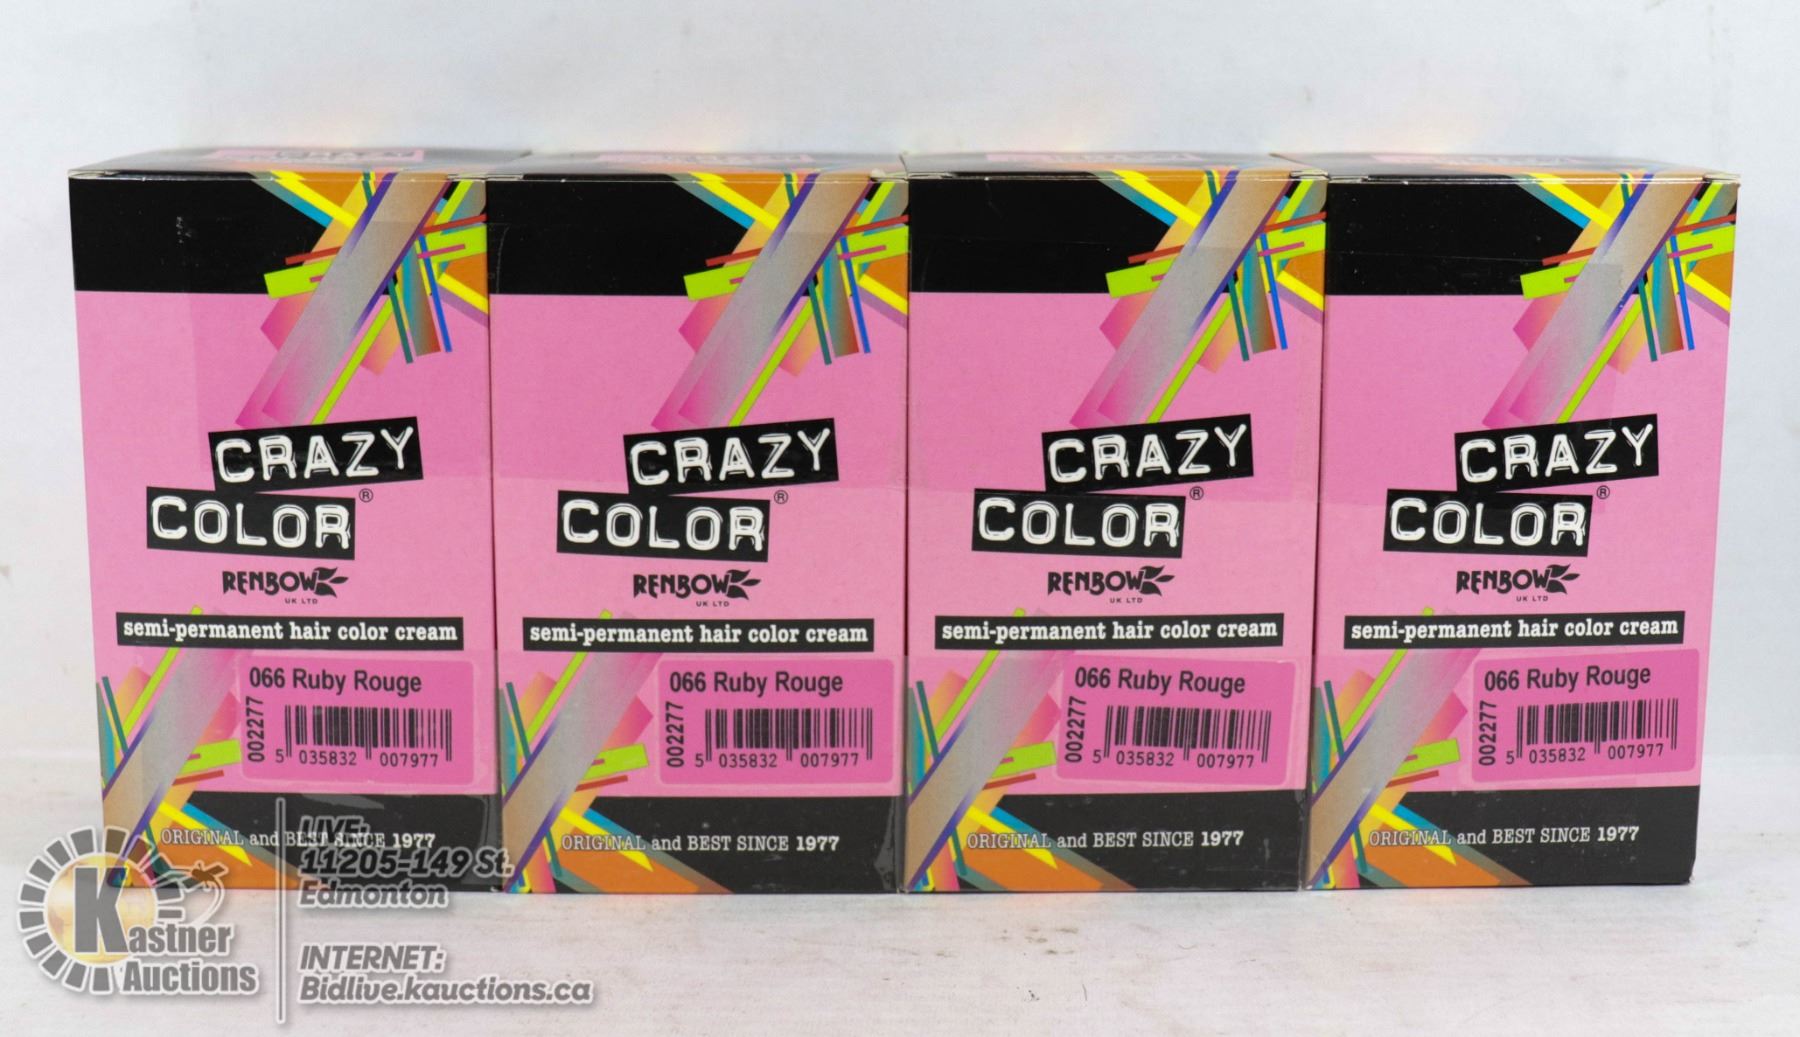 CRAZY
COLOR®
RENBOW
UK LTD
semi-permanent hair color cream
066 Ruby Rouge
002277
5 035832 007977
ORIGINAL and BEST SINCE 1977
CRAZY
COLOR®
RENBOW
UK LTD
semi-permanent hair color cream
066 Ruby Rouge
002277
5 035832 007977
ORIGINAL and BEST SINCE 1977
CRAZY
COLOR®
RENBOW
UK LTD
semi-permanent hair color cream
066 Ruby Rouge
002277
5 035832 007977
ORIGINAL and BEST SINCE 1977
CRAZY
COLOR®
RENBOW
UK LTD
semi-permanent hair color cream
066 Ruby Rouge
002277
5 035832 007977
ORIGINAL and BEST SINCE 1977
Kastner
Auctions
LIVE:
11205-149 St.
Edmonton
INTERNET:
Bidlive.kauctions.ca